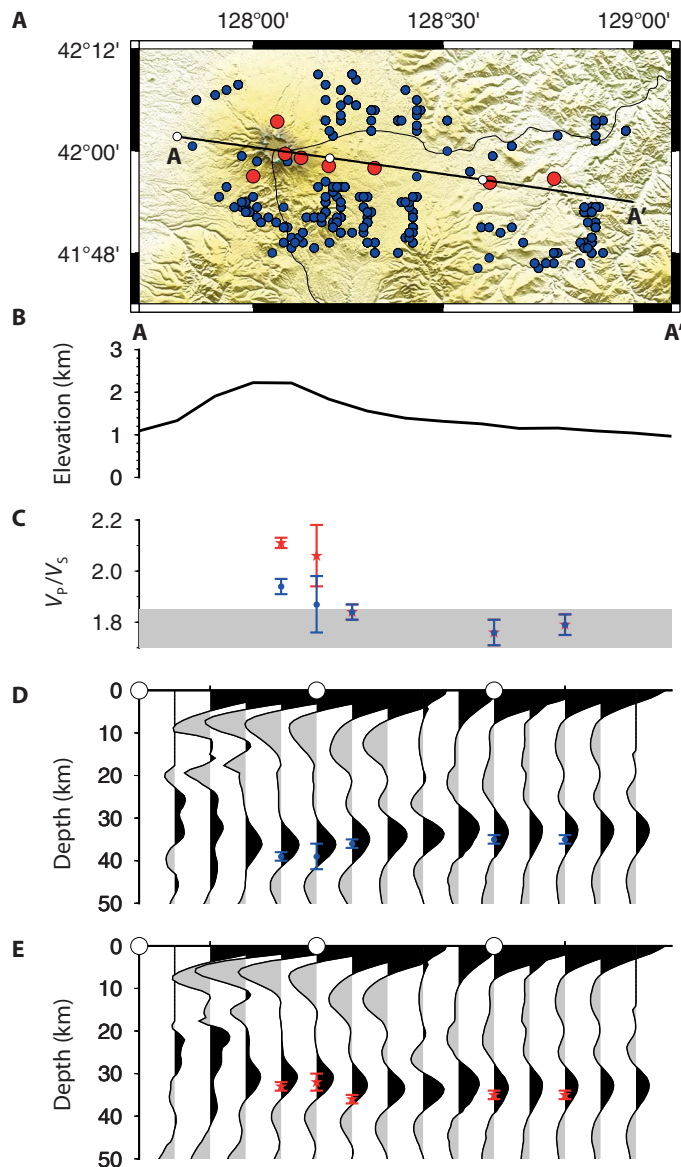 A
128°00' 128°30' 129°00'
42°12'
42°00'
41°48'
A
A'
B
A A'
3
2
1
0
Elevation (km)
C
2.2
2.0
1.8
VP/VS
D
0
10
20
30
40
50
Depth (km)
E
0
10
20
30
40
50
Depth (km)